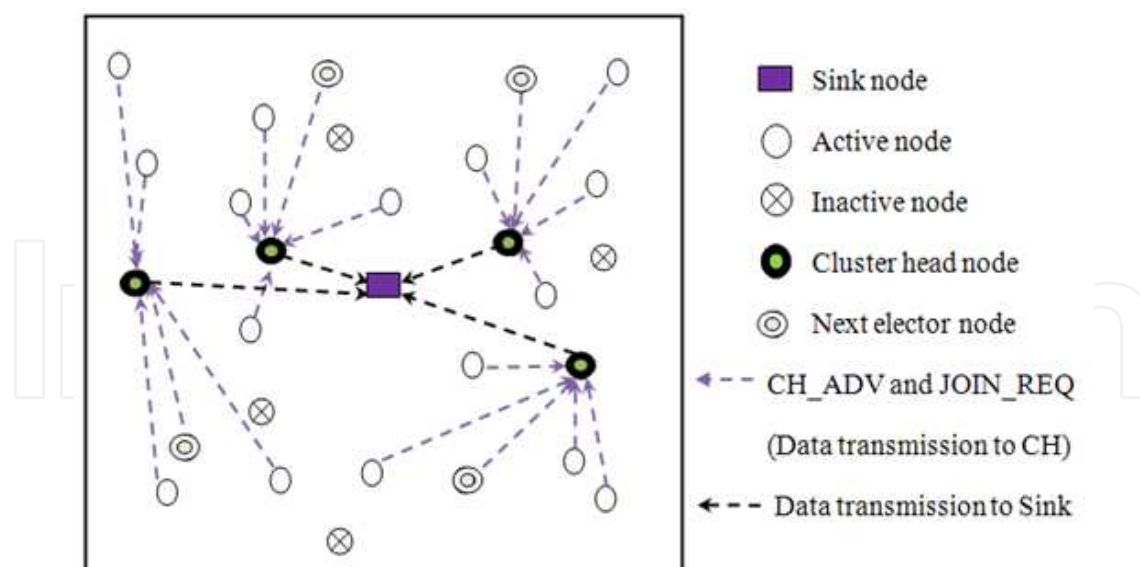 Sink node
Active node
Inactive node
Cluster head node
Next elector node
CH_ADV and JOIN_REQ
(Data transmission to CH)
Data transmission to Sink